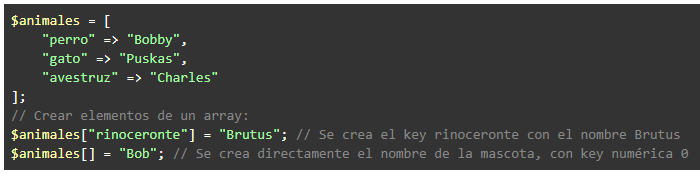 $animales = [
    "perro" => "Bobby",
    "gato" => "Puskas",
    "avestruz" => "Charles"
];
// Crear elementos de un array:
$animales["rinoceronte"] = "Brutus"; // Se crea el key rinoceronte con el nombre Brutus
$animales[] = "Bob"; // Se crea directamente el nombre de la mascota, con key numérica 0